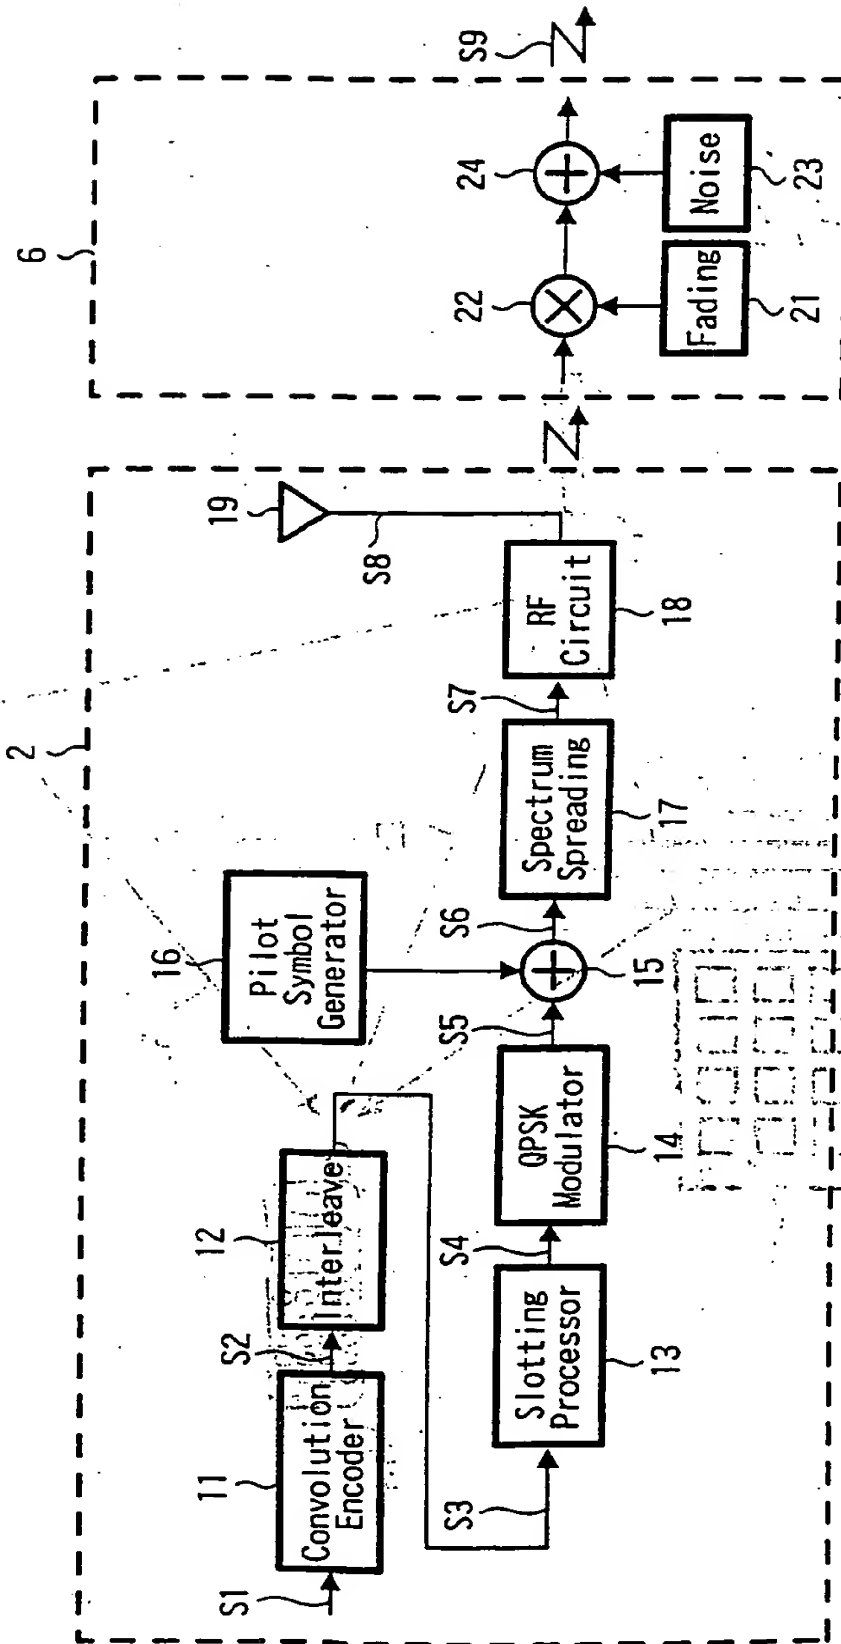 2
6
S1
11
Convolution
Encoder
S2
12
Interleave
S3
13
Slotting
Processor
S4
14
QPSK
Modulator
S5
15
16
Pilot
Symbol
Generator
S6
17
Spectrum
Spreading
S7
18
RF
Circuit
S8
19
22
21
Fading
24
23
Noise
S9